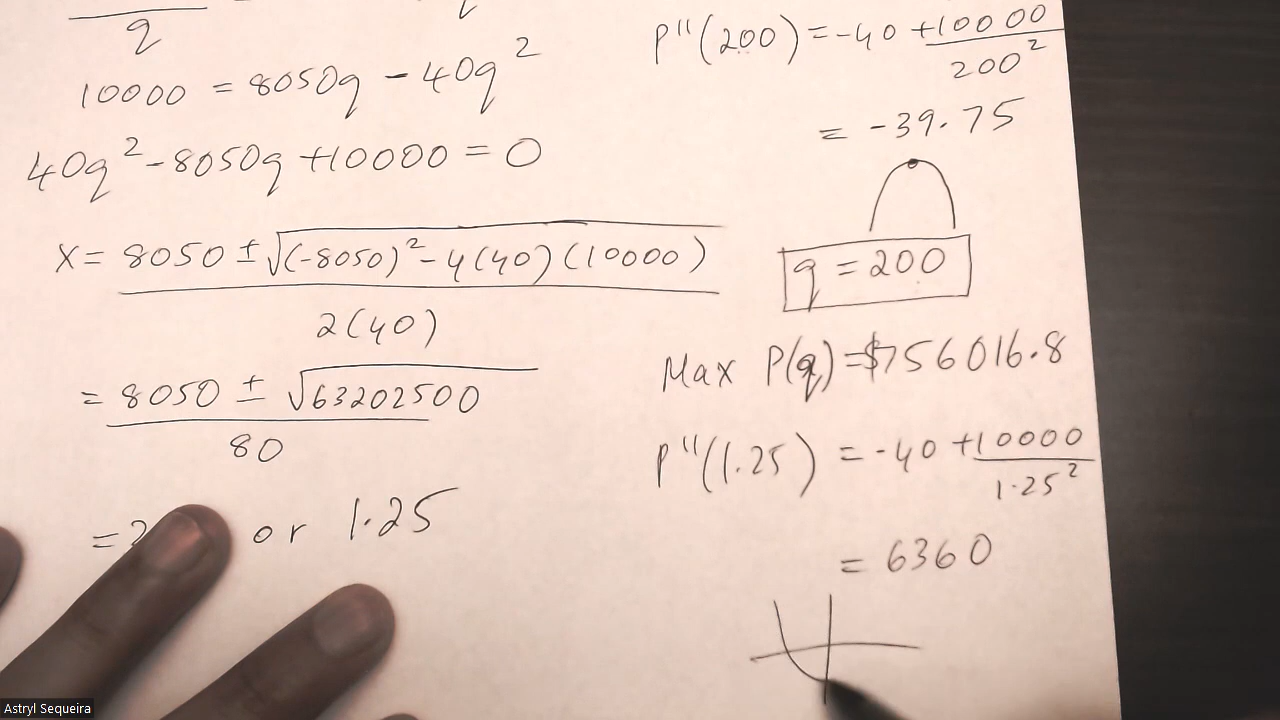 q
10000 = 8050q - 40q²
40q² - 8050q + 10000 = 0
x = 8050 ± √(-8050)² - 4(40)(10000)
2(40)
= 8050 ± √63202500
80
= 2 or 1.25
P''(200) = -40 + 10000
200²
= -39.75
q = 200
Max P(q) = $756016.8
P''(1.25) = -40 + 10000
1.25²
= 6360
Astryl Sequeira